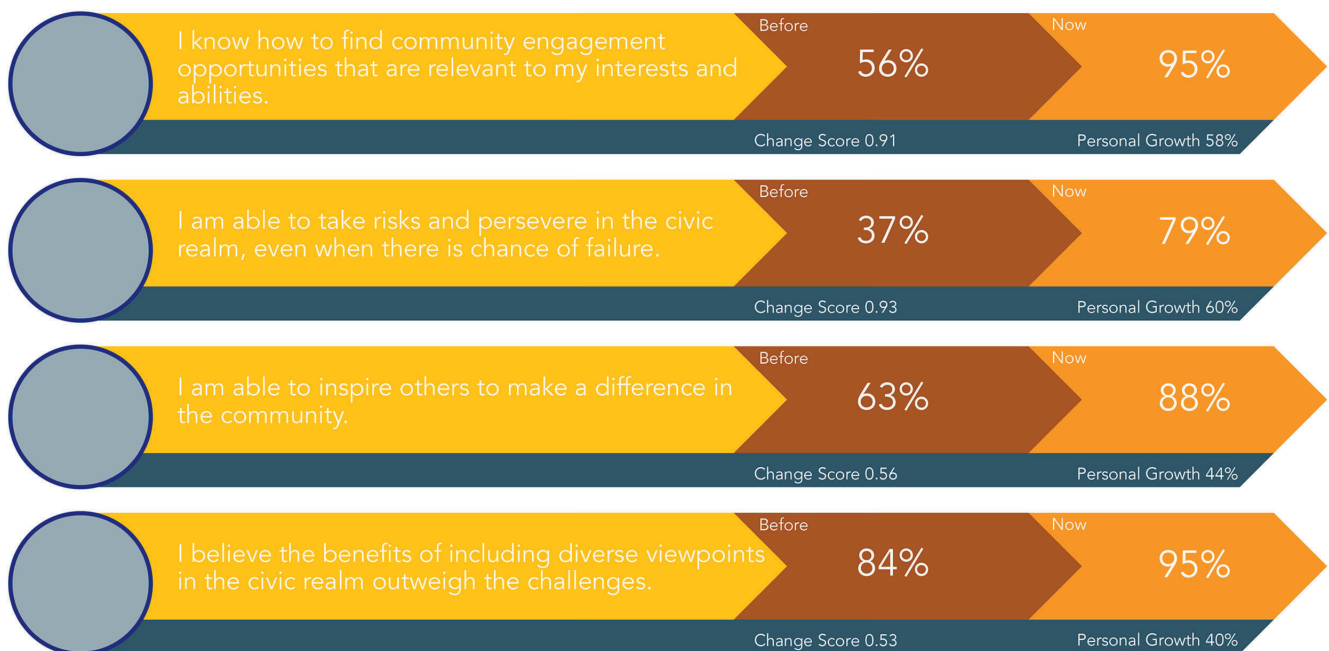 I know how to find community engagement
opportunities that are relevant to my interests and
abilities.
Before
56%
Now
95%
Change Score 0.91
Personal Growth 58%
I am able to take risks and persevere in the civic
realm, even when there is chance of failure.
Before
37%
Now
79%
Change Score 0.93
Personal Growth 60%
I am able to inspire others to make a difference in
the community.
Before
63%
Now
88%
Change Score 0.56
Personal Growth 44%
I believe the benefits of including diverse viewpoints
in the civic realm outweigh the challenges.
Before
84%
Now
95%
Change Score 0.53
Personal Growth 40%